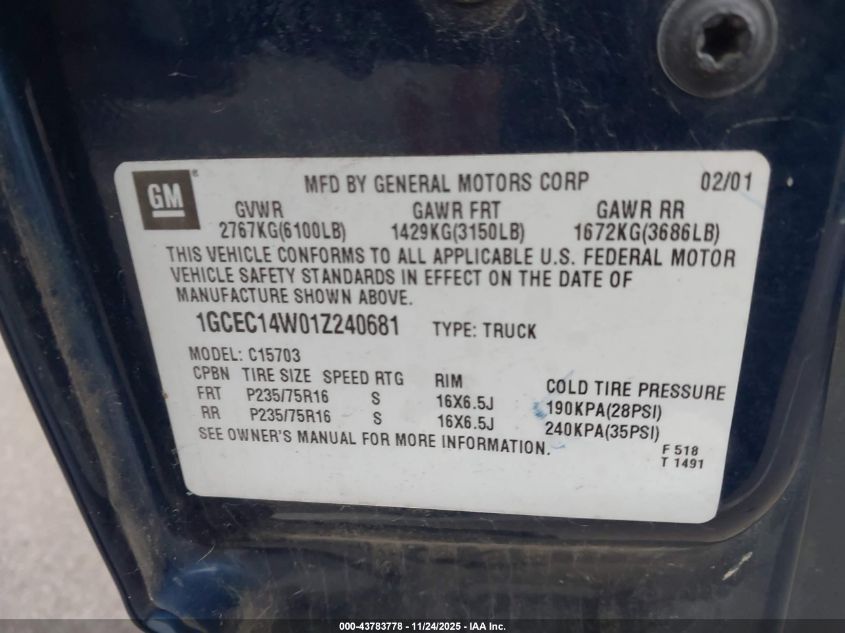 GM ® MFD BY GENERAL MOTORS CORP 02/01
GVWR GAWR FRT GAWR RR
2767KG(6100LB) 1429KG(3150LB) 1672KG(3686LB)
THIS VEHICLE CONFORMS TO ALL APPLICABLE U.S. FEDERAL MOTOR
VEHICLE SAFETY STANDARDS IN EFFECT ON THE DATE OF
MANUFACTURE SHOWN ABOVE.
1GCEC14W01Z240681 TYPE: TRUCK
MODEL: C15703
CPBN TIRE SIZE SPEED RTG RIM COLD TIRE PRESSURE
FRT P235/75R16 S 16X6.5J 190KPA(28PSI)
RR P235/75R16 S 16X6.5J 240KPA(35PSI)
SEE OWNER'S MANUAL FOR MORE INFORMATION.
F 518
T 1491
000-43783778 - 11/24/2025 - IAA Inc.